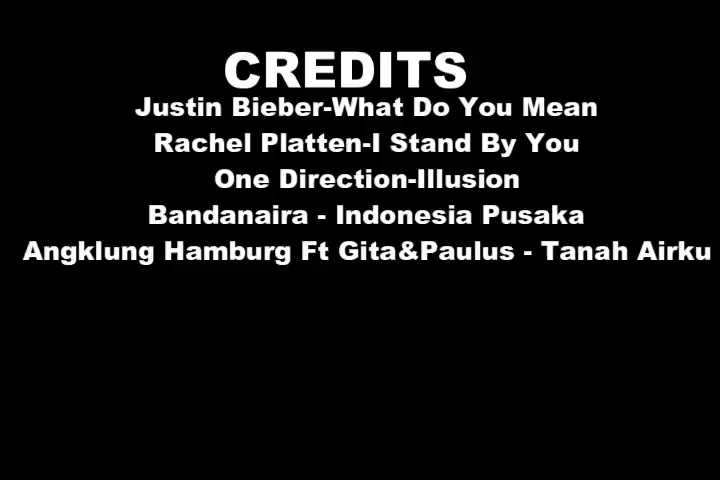 CREDITS
Justin Bieber-What Do You Mean
Rachel Platten-I Stand By You
One Direction-Illusion
Bandanaira - Indonesia Pusaka
Angklung Hamburg Ft Gita&Paulus - Tanah Airku